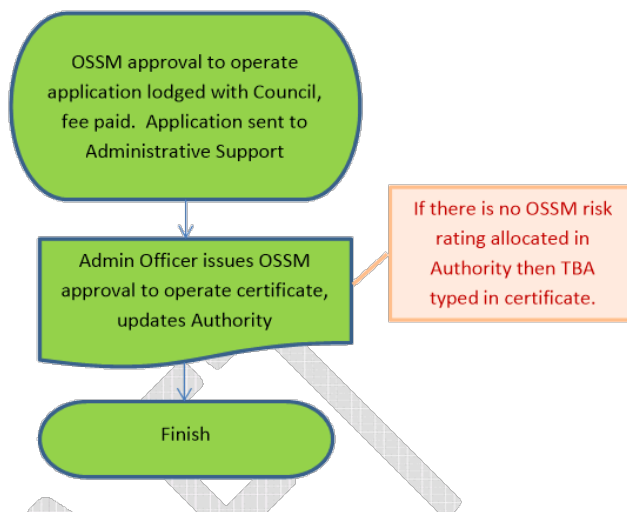 OSSM approval to operate
application lodged with Council,
fee paid.  Application sent to
Administrative Support
If there is no OSSM risk
rating allocated in
Authority then TBA
typed in certificate.
Admin Officer issues OSSM
approval to operate certificate,
updates Authority
Finish